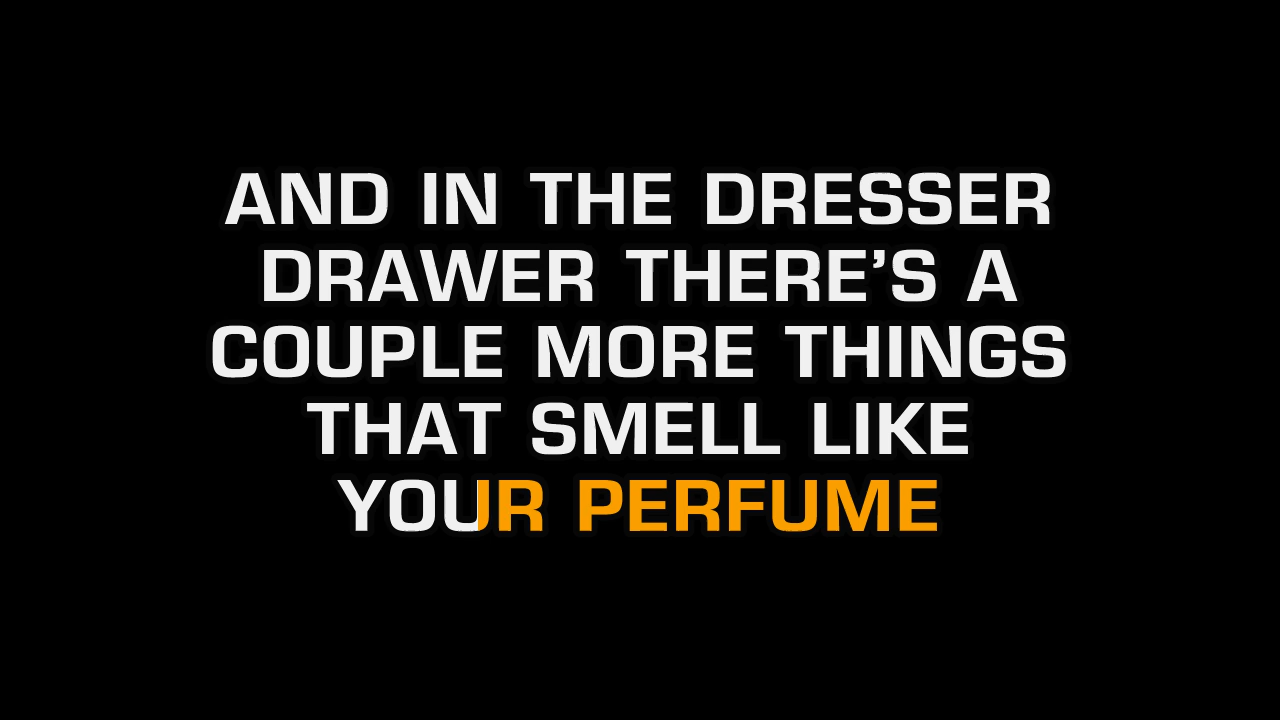 AND IN THE DRESSER
DRAWER THERE’S A
COUPLE MORE THINGS
THAT SMELL LIKE
YOUR PERFUME